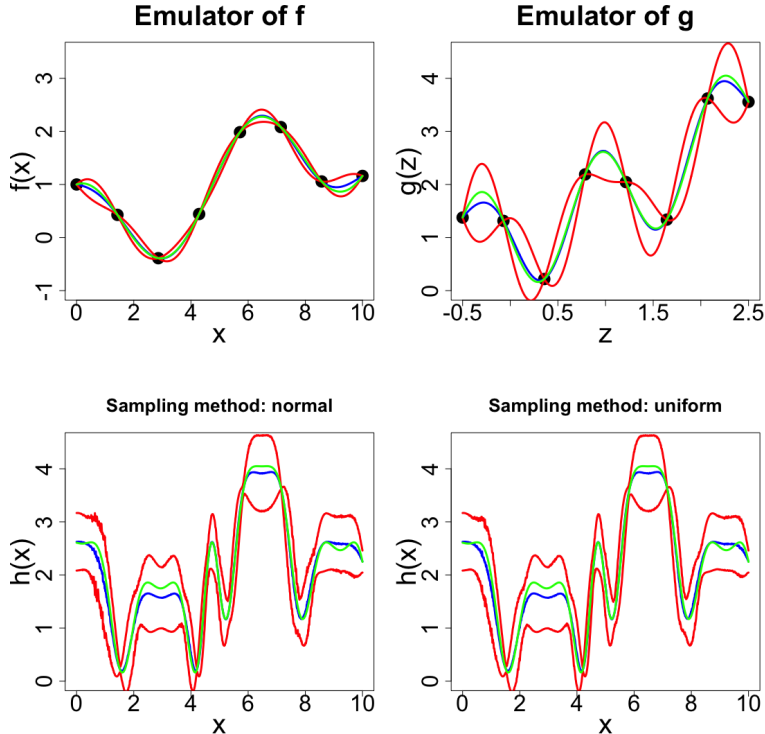 Emulator of f
f(x)
3
2
1
0
-1
0 2 4 6 8 10
x
Emulator of g
g(z)
4
3
2
1
0
-0.5 0.5 1.5 2.5
z
Sampling method: normal
h(x)
4
3
2
1
0
0 2 4 6 8 10
x
Sampling method: uniform
h(x)
4
3
2
1
0
0 2 4 6 8 10
x